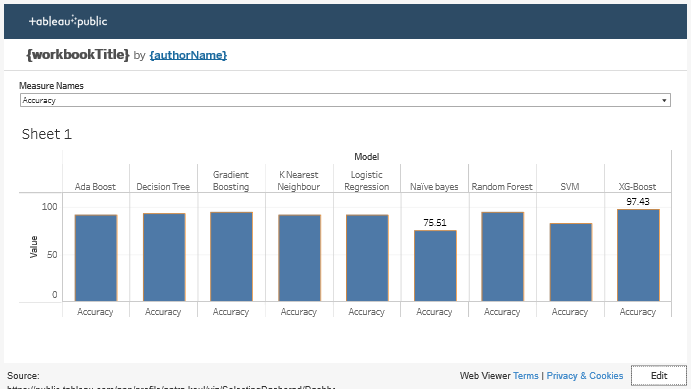 +ableau public
{workbookTitle} by {authorName}
Measure Names
Accuracy
Sheet 1
Model
Ada Boost Decision Tree Gradient Boosting K Nearest Neighbour Logistic Regression Naïve bayes Random Forest SVM XG-Boost
97.43
100
75.51
Value
50
0
Accuracy Accuracy Accuracy Accuracy Accuracy Accuracy Accuracy Accuracy Accuracy
Source:
Web Viewer Terms | Privacy & Cookies Edit